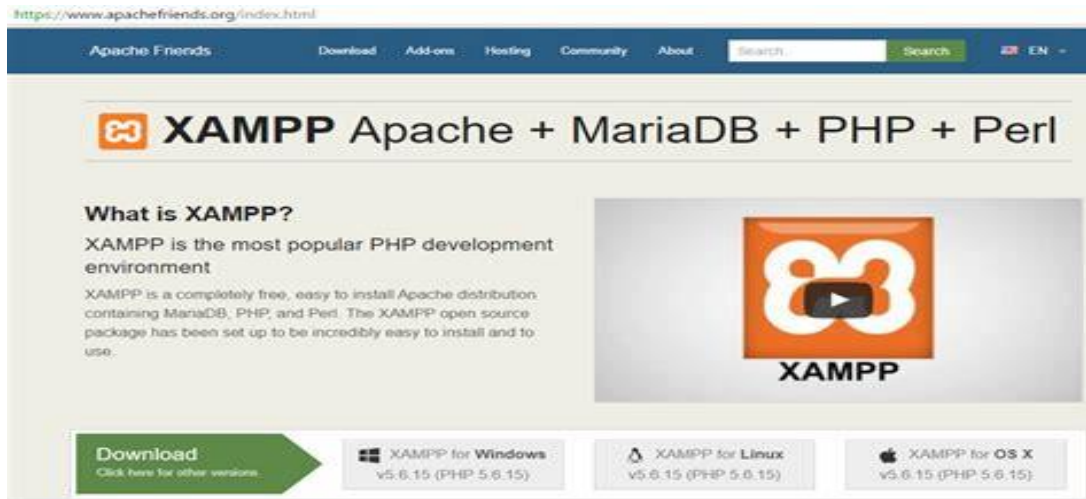 https://www.apachefriends.org/index.html
Apache Friends Download Add-ons Hosting Community About Search... Search EN
XAMPP Apache + MariaDB + PHP + Perl
What is XAMPP?
XAMPP is the most popular PHP development
environment
XAMPP is a completely free, easy to install Apache distribution
containing MariaDB, PHP, and Perl. The XAMPP open source
package has been set up to be incredibly easy to install and to
use.
XAMPP
Download
Click here for other versions
XAMPP for Windows
v5.6.15 (PHP 5.6.15)
XAMPP for Linux
v5.6.15 (PHP 5.6.15)
XAMPP for OS X
v5.6.15 (PHP 5.6.15)